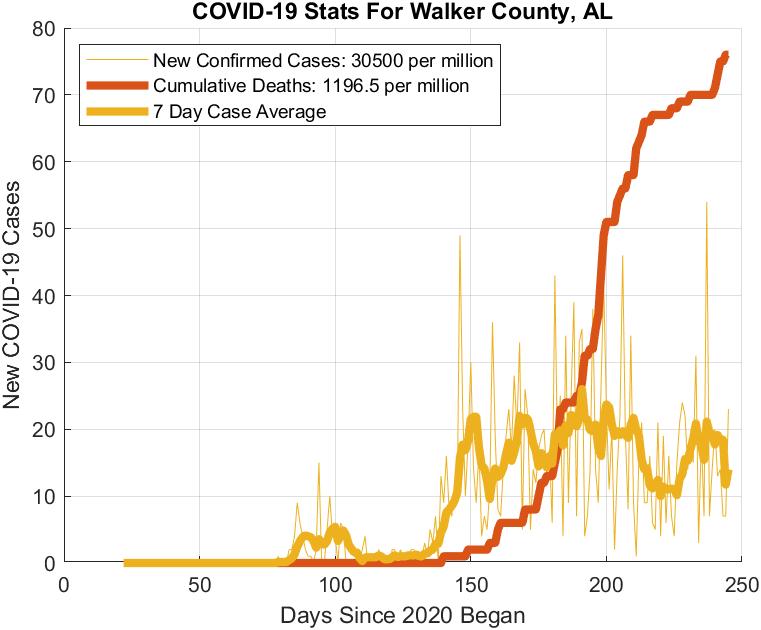 COVID-19 Stats For Walker County, AL
80
70
60
50
40
30
20
10
0
New COVID-19 Cases
New Confirmed Cases: 30500 per million
Cumulative Deaths: 1196.5 per million
7 Day Case Average
0 50 100 150 200 250
Days Since 2020 Began